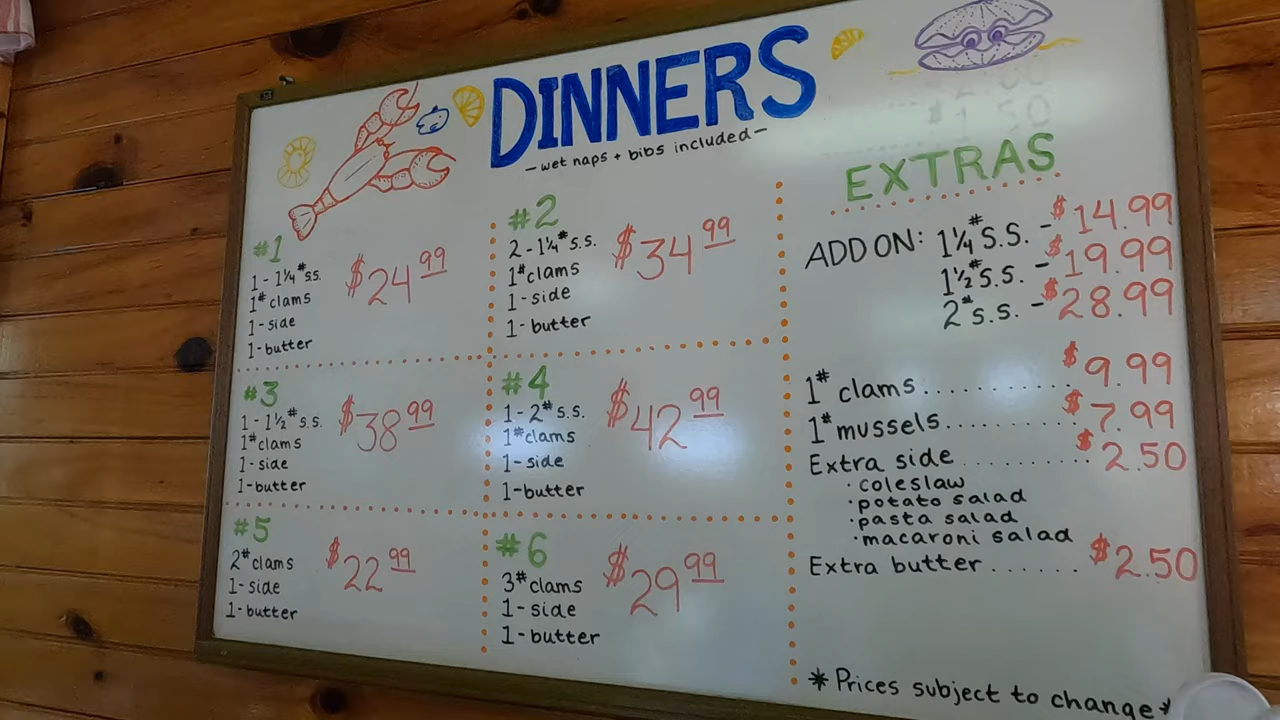 DINNERS
-wet naps + bibs included-
#1
1 - 1¼# s.s.
1# clams
1-side
1-butter
$24.99
#2
2 - 1¼# s.s.
1# clams
1-side
1-butter
$34.99
#3
1 - 1½# s.s.
1# clams
1-side
1-butter
$38.99
#4
1 - 2# s.s.
1# clams
1-side
1-butter
$42.99
#5
2# clams
1-side
1-butter
$22.99
#6
3# clams
1-side
1-butter
$29.99
EXTRAS
ADD ON: 1¼# S.S. - $14.99
1½# S.S. - $19.99
2# S.S. - $28.99
1# clams.......... $9.99
1# mussels.......... $7.99
Extra side.......... $2.50
· coleslaw
· potato salad
· pasta salad
· macaroni salad
Extra butter...... $2.50
*Prices subject to change*